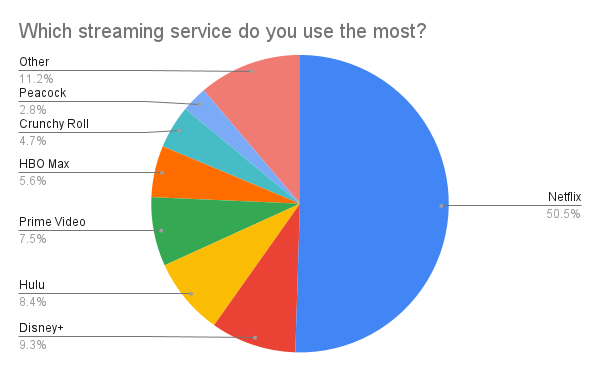 Which streaming service do you use the most?
Other
11.2%
Peacock
2.8%
Crunchy Roll
4.7%
HBO Max
5.6%
Prime Video
7.5%
Hulu
8.4%
Disney+
9.3%
Netflix
50.5%